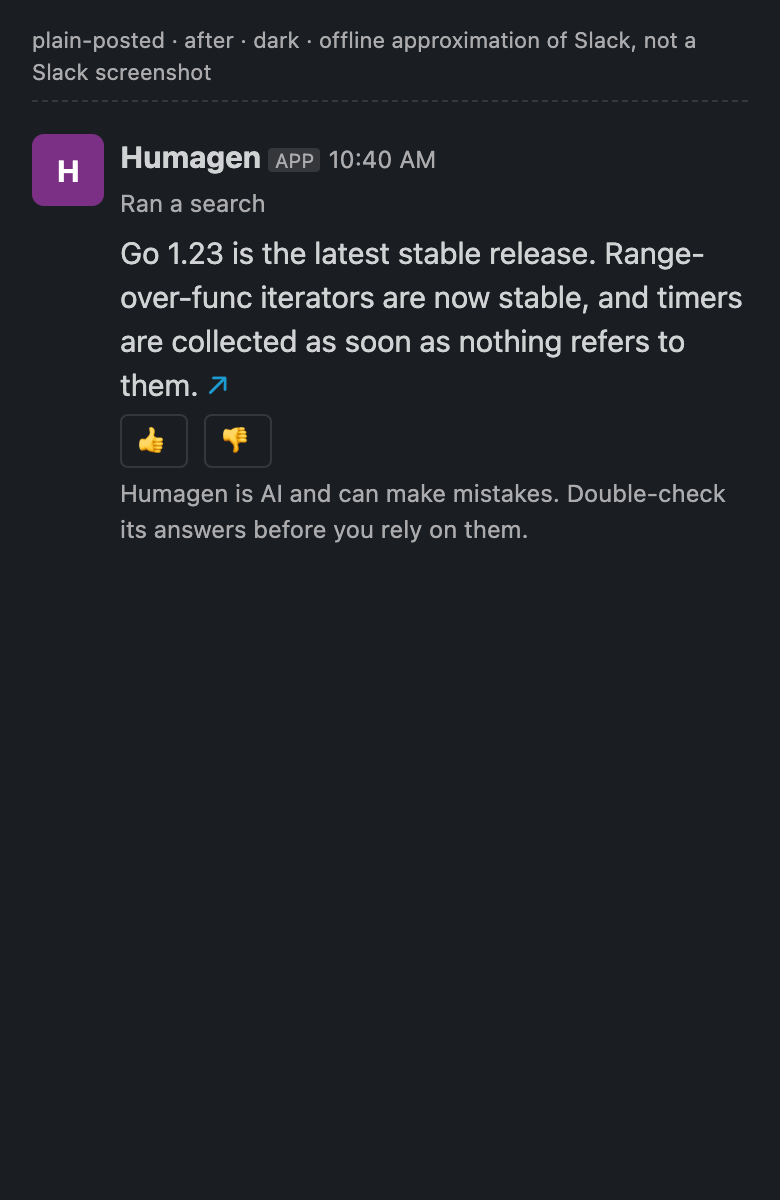 plain-posted · after · dark · offline approximation of Slack, not a
Slack screenshot
H
Humagen APP 10:40 AM
Ran a search
Go 1.23 is the latest stable release. Range-
over-func iterators are now stable, and timers
are collected as soon as nothing refers to
them.
Humagen is AI and can make mistakes. Double-check
its answers before you rely on them.